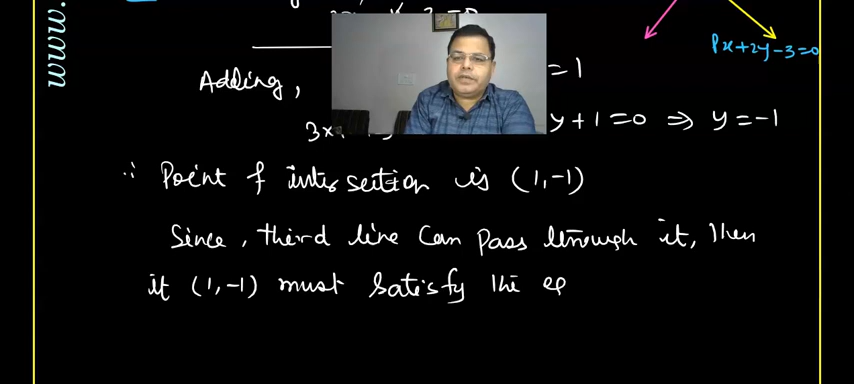 www.
px+2y-3=0
Adding, = 1
y+1=0 ⇒ y=-1
∴ Point of intersection is (1,-1)
Since, third line can pass through it, then
it (1,-1) must satisfy the eq